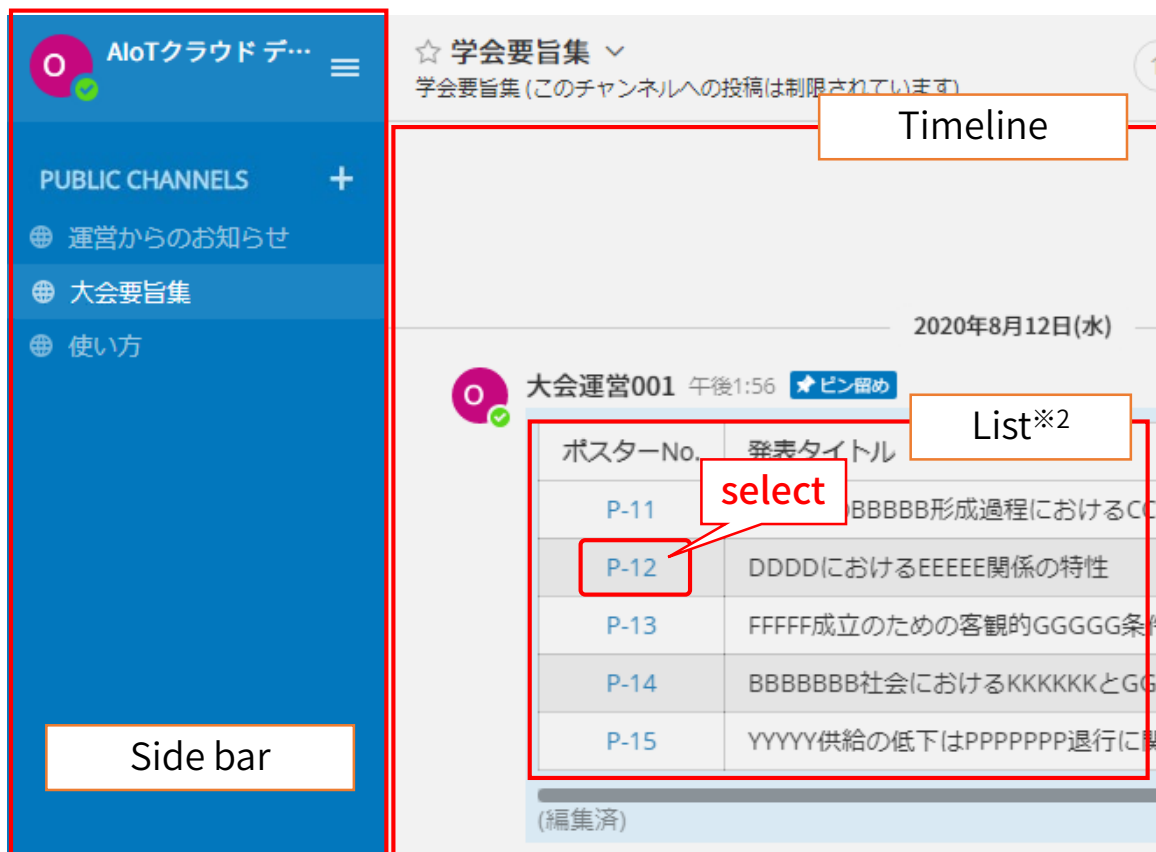 O
AIoTクラウド デ…
PUBLIC CHANNELS +
運営からのお知らせ
大会要旨集
使い方
Side bar
学会要旨集
学会要旨集 (このチャンネルへの投稿は制限されています)
Timeline
2020年8月12日(水)
O
大会運営001 午後1:56 ピン留め
List※2
ポスターNo. 発表タイトル
select
P-11 BBBBB形成過程におけるCC
P-12 DDDDにおけるEEEEE関係の特性
P-13 FFFFF成立のための客観的GGGGG条件
P-14 BBBBBBB社会におけるKKKKKKとGG
P-15 YYYYY供給の低下はPPPPPPP退行に関
(編集済)